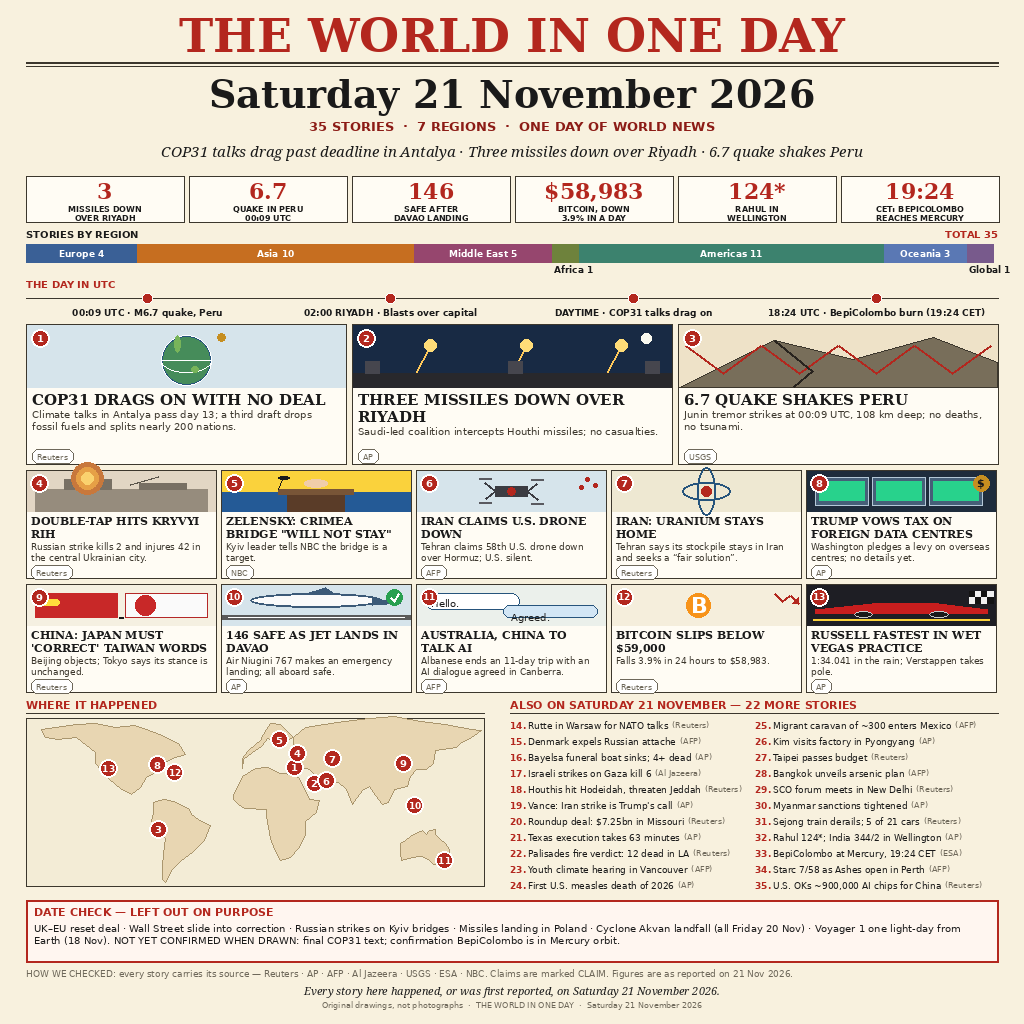 THE WORLD IN ONE DAY
Saturday 21 November 2026
35 STORIES · 7 REGIONS · ONE DAY OF WORLD NEWS
COP31 talks drag past deadline in Antalya · Three missiles down over Riyadh · 6.7 quake shakes Peru
3
MISSILES DOWN
OVER RIYADH
6.7
QUAKE IN PERU
00:09 UTC
146
SAFE AFTER
DAVAO LANDING
$58,983
BITCOIN, DOWN
3.9% IN A DAY
124*
RAHUL IN
WELLINGTON
19:24
CET: BEPICOLOMBO
REACHES MERCURY
STORIES BY REGION
TOTAL 35
Europe 4
Asia 10
Middle East 5
Africa 1
Americas 11
Oceania 3
Global 1
THE DAY IN UTC
00:09 UTC · M6.7 quake, Peru
02:00 RIYADH · Blasts over capital
DAYTIME · COP31 talks drag on
18:24 UTC · BepiColombo burn (19:24 CET)
1
COP31 DRAGS ON WITH NO DEAL
Climate talks in Antalya pass day 13; a third draft drops
fossil fuels and splits nearly 200 nations.
Reuters
2
THREE MISSILES DOWN OVER
RIYADH
Saudi-led coalition intercepts Houthi missiles; no casualties.
AP
3
6.7 QUAKE SHAKES PERU
Junin tremor strikes at 00:09 UTC, 108 km deep; no deaths,
no tsunami.
USGS
4
DOUBLE-TAP HITS KRYVYI
RIH
Russian strike kills 2 and injures 42 in
the central Ukrainian city.
Reuters
5
ZELENSKY: CRIMEA
BRIDGE "WILL NOT STAY"
Kyiv leader tells NBC the bridge is a
target.
NBC
6
IRAN CLAIMS U.S. DRONE
DOWN
Tehran claims 58th U.S. drone down
over Hormuz; U.S. silent.
AFP
7
IRAN: URANIUM STAYS
HOME
Tehran says its stockpile stays in Iran
and seeks a “fair solution”.
Reuters
8
$
TRUMP VOWS TAX ON
FOREIGN DATA CENTRES
Washington pledges a levy on overseas
centres; no details yet.
AP
9
CHINA: JAPAN MUST
'CORRECT' TAIWAN WORDS
Beijing objects; Tokyo says its stance is
unchanged.
Reuters
10
146 SAFE AS JET LANDS IN
DAVAO
Air Niugini 767 makes an emergency
landing; all aboard safe.
AP
11
Hello.
Agreed.
AUSTRALIA, CHINA TO
TALK AI
Albanese ends an 11-day trip with an
AI dialogue agreed in Canberra.
AFP
12
B
BITCOIN SLIPS BELOW
$59,000
Falls 3.9% in 24 hours to $58,983.
Reuters
13
RUSSELL FASTEST IN WET
VEGAS PRACTICE
1:34.041 in the rain; Verstappen takes
pole.
AP
WHERE IT HAPPENED
13
8
12
3
5
4
1
7
2
6
9
10
11
ALSO ON SATURDAY 21 NOVEMBER — 22 MORE STORIES
14. Rutte in Warsaw for NATO talks (Reuters)
15. Denmark expels Russian attache (AFP)
16. Bayelsa funeral boat sinks; 4+ dead (AP)
17. Israeli strikes on Gaza kill 6 (Al Jazeera)
18. Houthis hit Hodeidah, threaten Jeddah (Reuters)
19. Vance: Iran strike is Trump's call (AP)
20. Roundup deal: $7.25bn in Missouri (Reuters)
21. Texas execution takes 63 minutes (AP)
22. Palisades fire verdict: 12 dead in LA (Reuters)
23. Youth climate hearing in Vancouver (AFP)
24. First U.S. measles death of 2026 (AP)
25. Migrant caravan of ~300 enters Mexico (AFP)
26. Kim visits factory in Pyongyang (AP)
27. Taipei passes budget (Reuters)
28. Bangkok unveils arsenic plan (AFP)
29. SCO forum meets in New Delhi (Reuters)
30. Myanmar sanctions tightened (AP)
31. Sejong train derails; 5 of 21 cars (Reuters)
32. Rahul 124*; India 344/2 in Wellington (AP)
33. BepiColombo at Mercury, 19:24 CET (ESA)
34. Starc 7/58 as Ashes open in Perth (AFP)
35. U.S. OKs ~900,000 AI chips for China (Reuters)
DATE CHECK — LEFT OUT ON PURPOSE
UK–EU reset deal · Wall Street slide into correction · Russian strikes on Kyiv bridges · Missiles landing in Poland · Cyclone Akvan landfall (all Friday 20 Nov) · Voyager 1 one light-day from
Earth (18 Nov). NOT YET CONFIRMED WHEN DRAWN: final COP31 text; confirmation BepiColombo is in Mercury orbit.
HOW WE CHECKED: every story carries its source — Reuters · AP · AFP · Al Jazeera · USGS · ESA · NBC. Claims are marked CLAIM. Figures are as reported on 21 Nov 2026.
Every story here happened, or was first reported, on Saturday 21 November 2026.
Original drawings, not photographs · THE WORLD IN ONE DAY · Saturday 21 November 2026